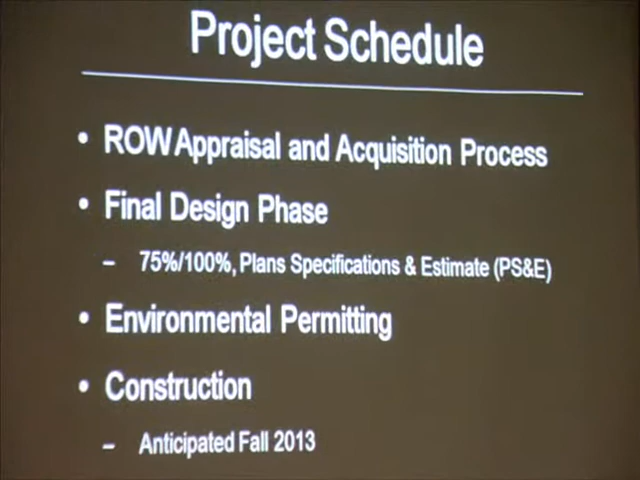 Project Schedule
• ROW Appraisal and Acquisition Process
• Final Design Phase
– 75%/100%, Plans Specifications & Estimate (PS&E)
• Environmental Permitting
• Construction
– Anticipated Fall 2013